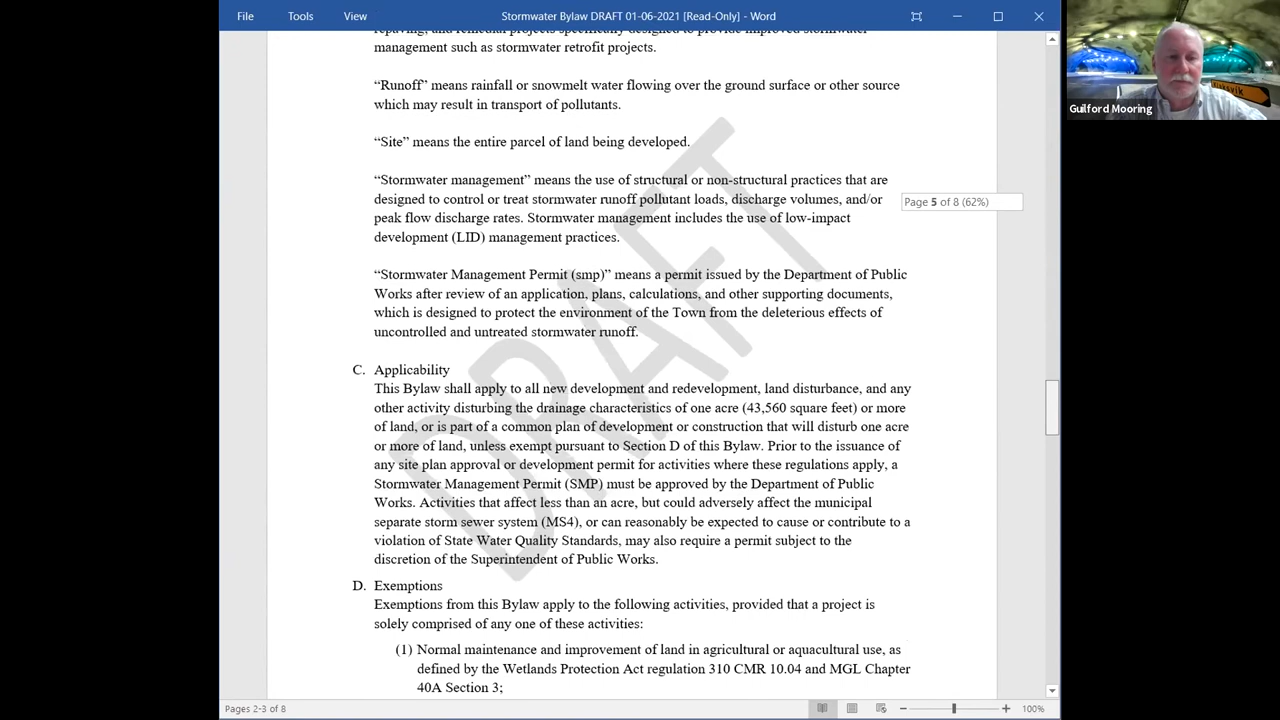 File Tools View Stormwater Bylaw DRAFT 01-06-2021 [Read-Only] - Word
repaving, and remedial projects specifically designed to provide improved stormwater
management such as stormwater retrofit projects.
“Runoff” means rainfall or snowmelt water flowing over the ground surface or other source
which may result in transport of pollutants.
“Site” means the entire parcel of land being developed.
“Stormwater management” means the use of structural or non-structural practices that are
designed to control or treat stormwater runoff pollutant loads, discharge volumes, and/or
peak flow discharge rates. Stormwater management includes the use of low-impact
development (LID) management practices.
“Stormwater Management Permit (smp)” means a permit issued by the Department of Public
Works after review of an application, plans, calculations, and other supporting documents,
which is designed to protect the environment of the Town from the deleterious effects of
uncontrolled and untreated stormwater runoff.
C. Applicability
This Bylaw shall apply to all new development and redevelopment, land disturbance, and any
other activity disturbing the drainage characteristics of one acre (43,560 square feet) or more
of land, or is part of a common plan of development or construction that will disturb one acre
or more of land, unless exempt pursuant to Section D of this Bylaw. Prior to the issuance of
any site plan approval or development permit for activities where these regulations apply, a
Stormwater Management Permit (SMP) must be approved by the Department of Public
Works. Activities that affect less than an acre, but could adversely affect the municipal
separate storm sewer system (MS4), or can reasonably be expected to cause or contribute to a
violation of State Water Quality Standards, may also require a permit subject to the
discretion of the Superintendent of Public Works.
D. Exemptions
Exemptions from this Bylaw apply to the following activities, provided that a project is
solely comprised of any one of these activities:
(1) Normal maintenance and improvement of land in agricultural or aquacultural use, as
defined by the Wetlands Protection Act regulation 310 CMR 10.04 and MGL Chapter
40A Section 3;
DRAFT
Page 5 of 8 (62%)
Pages 2-3 of 8
100%
Guilford Mooring